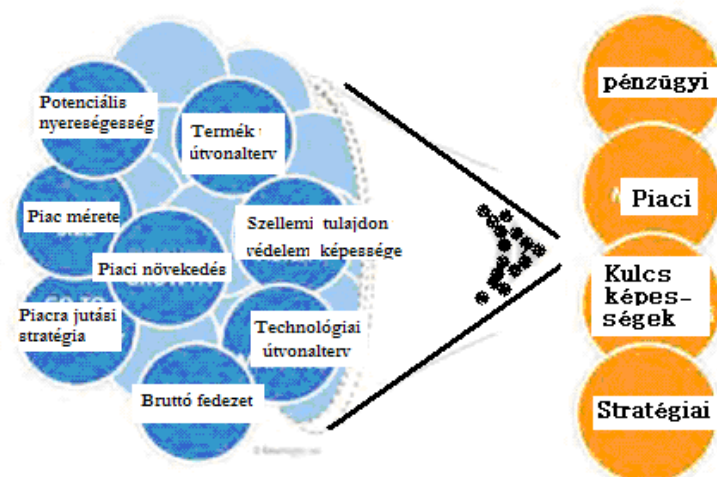 Potenciális
nyereségesség
Termék
útvonalterv
Piac mérete
Szellemi tulajdon
védelem képessége
Piaci növekedés
Piacra jutási
stratégia
Technológiai
útvonalterv
Bruttó fedezet
pénzügyi
Piaci
Kulcs
képes-
ségek
Stratégiai